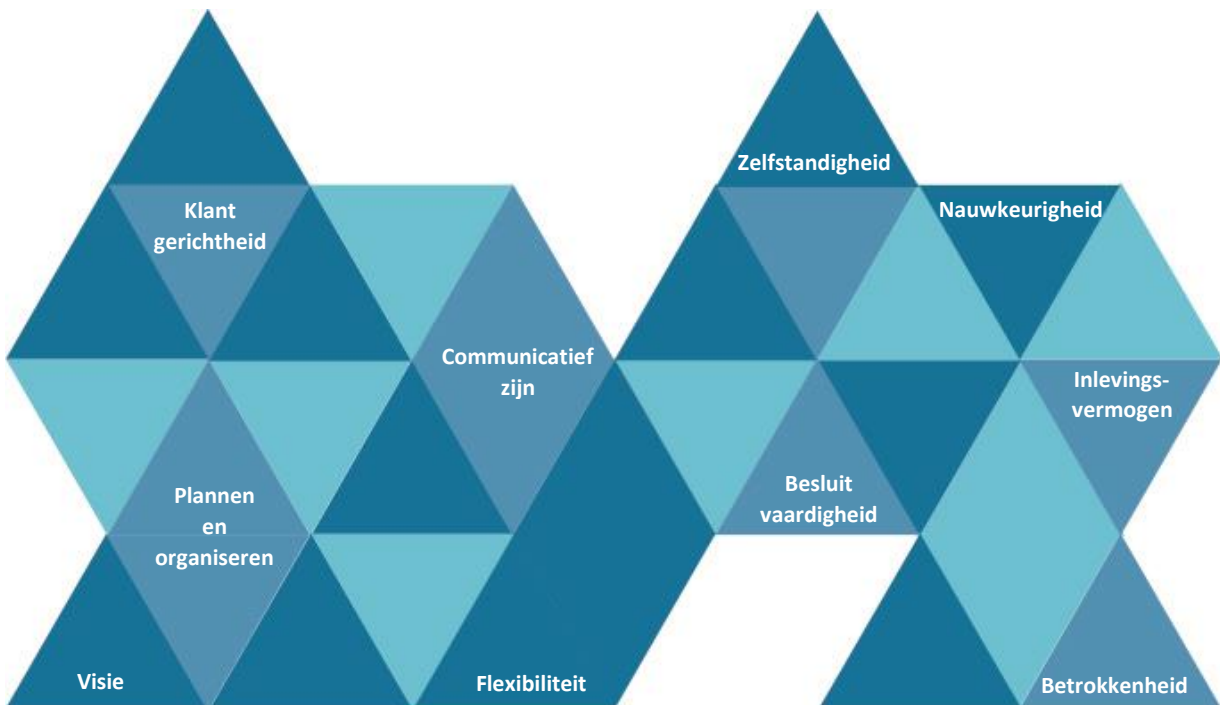 Zelfstandigheid
Nauwkeurigheid
Klant
gerichtheid
Communicatief
zijn
Inlevings-
vermogen
Plannen
en
organiseren
Besluit
vaardigheid
Visie
Flexibiliteit
Betrokkenheid